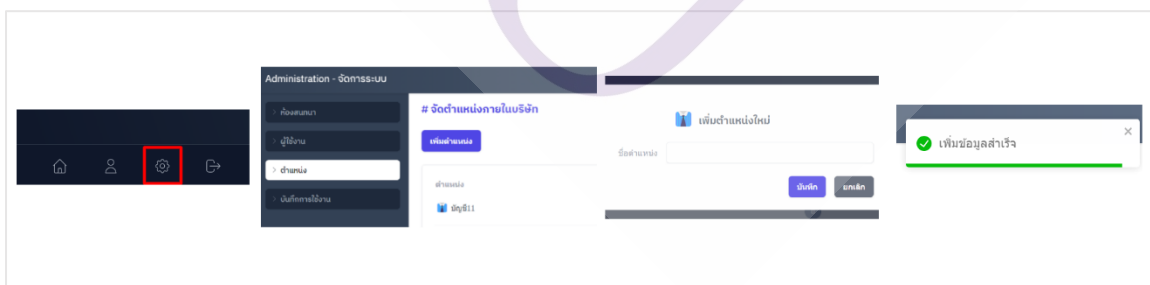 Administration - จัดการระบบ
> ห้องสนทนา
> ผู้ใช้งาน
> ตำแหน่ง
> บันทึกการใช้งาน
# จัดตำแหน่งภายในบริษัท
เพิ่มตำแหน่ง
ตำแหน่ง
บัญชี11
เพิ่มตำแหน่งใหม่
ชื่อตำแหน่ง
บันทึก
ยกเลิก
เพิ่มข้อมูลสำเร็จ